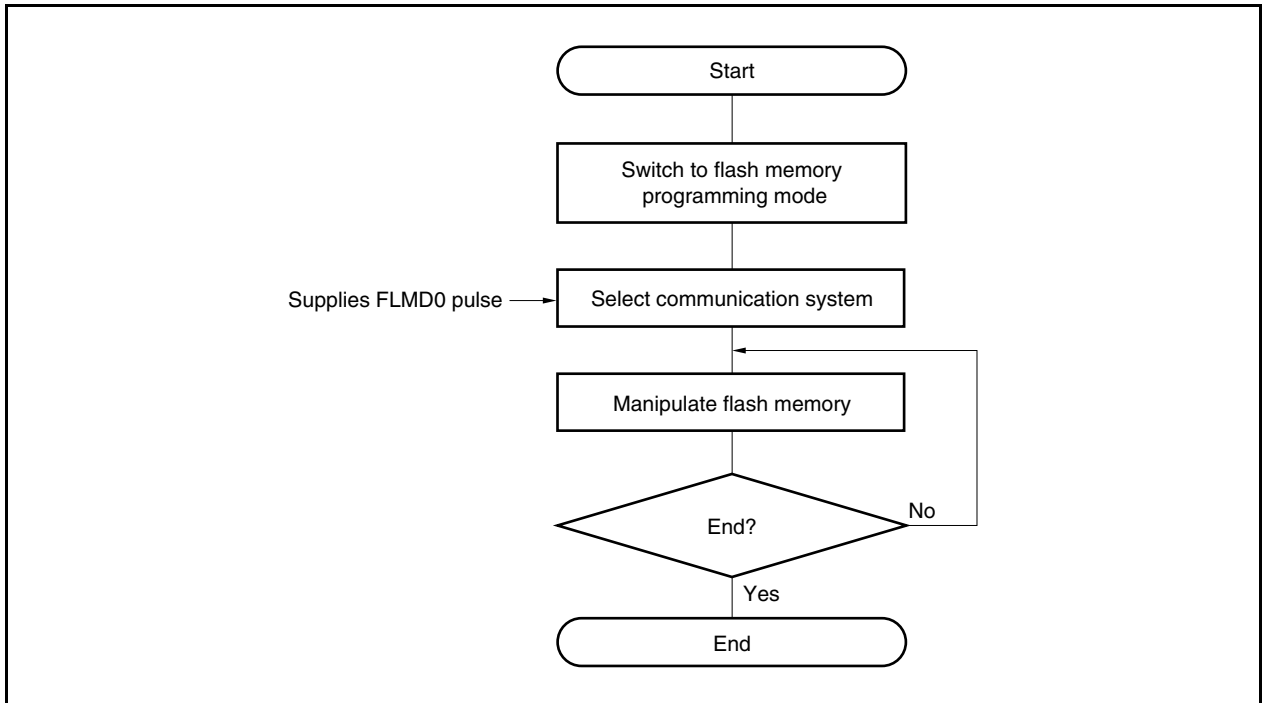 Start
Switch to flash memory
programming mode
Supplies FLMD0 pulse
Select communication system
Manipulate flash memory
End?
No
Yes
End